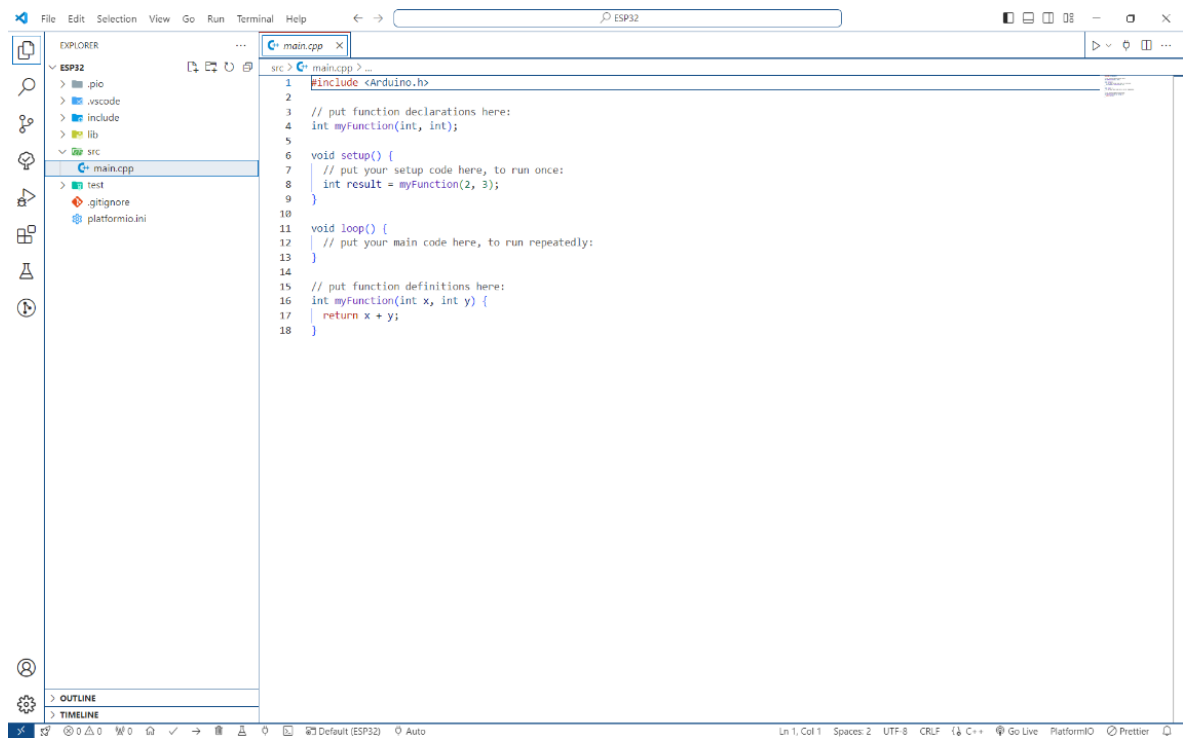 File Edit Selection View Go Run Terminal Help
ESP32
EXPLORER
ESP32
.pio
.vscode
include
lib
src
main.cpp
test
.gitignore
platformio.ini
main.cpp
src > main.cpp > ...
1 #include <Arduino.h>
2
3 // put function declarations here:
4 int myFunction(int, int);
5
6 void setup() {
7 // put your setup code here, to run once:
8 int result = myFunction(2, 3);
9 }
10
11 void loop() {
12 // put your main code here, to run repeatedly:
13 }
14
15 // put function definitions here:
16 int myFunction(int x, int y) {
17 return x + y;
18 }
OUTLINE
TIMELINE
0 0 0 Default (ESP32) Auto Ln 1, Col 1 Spaces: 2 UTF-8 CRLF C++ Go Live PlatformIO Prettier